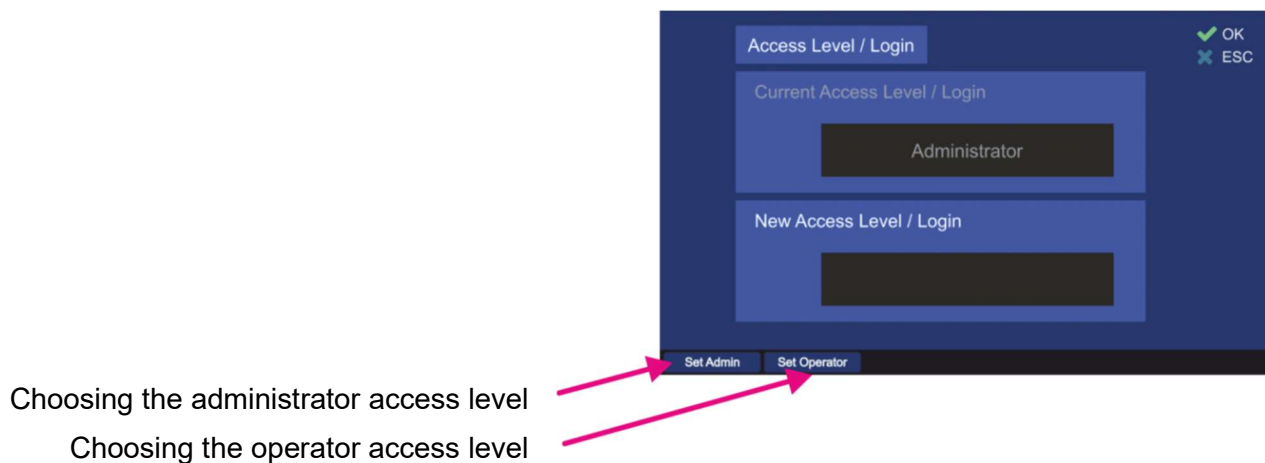 Access Level / Login
OK
ESC
Current Access Level / Login
Administrator
New Access Level / Login
Set Admin Set Operator
Choosing the administrator access level
Choosing the operator access level